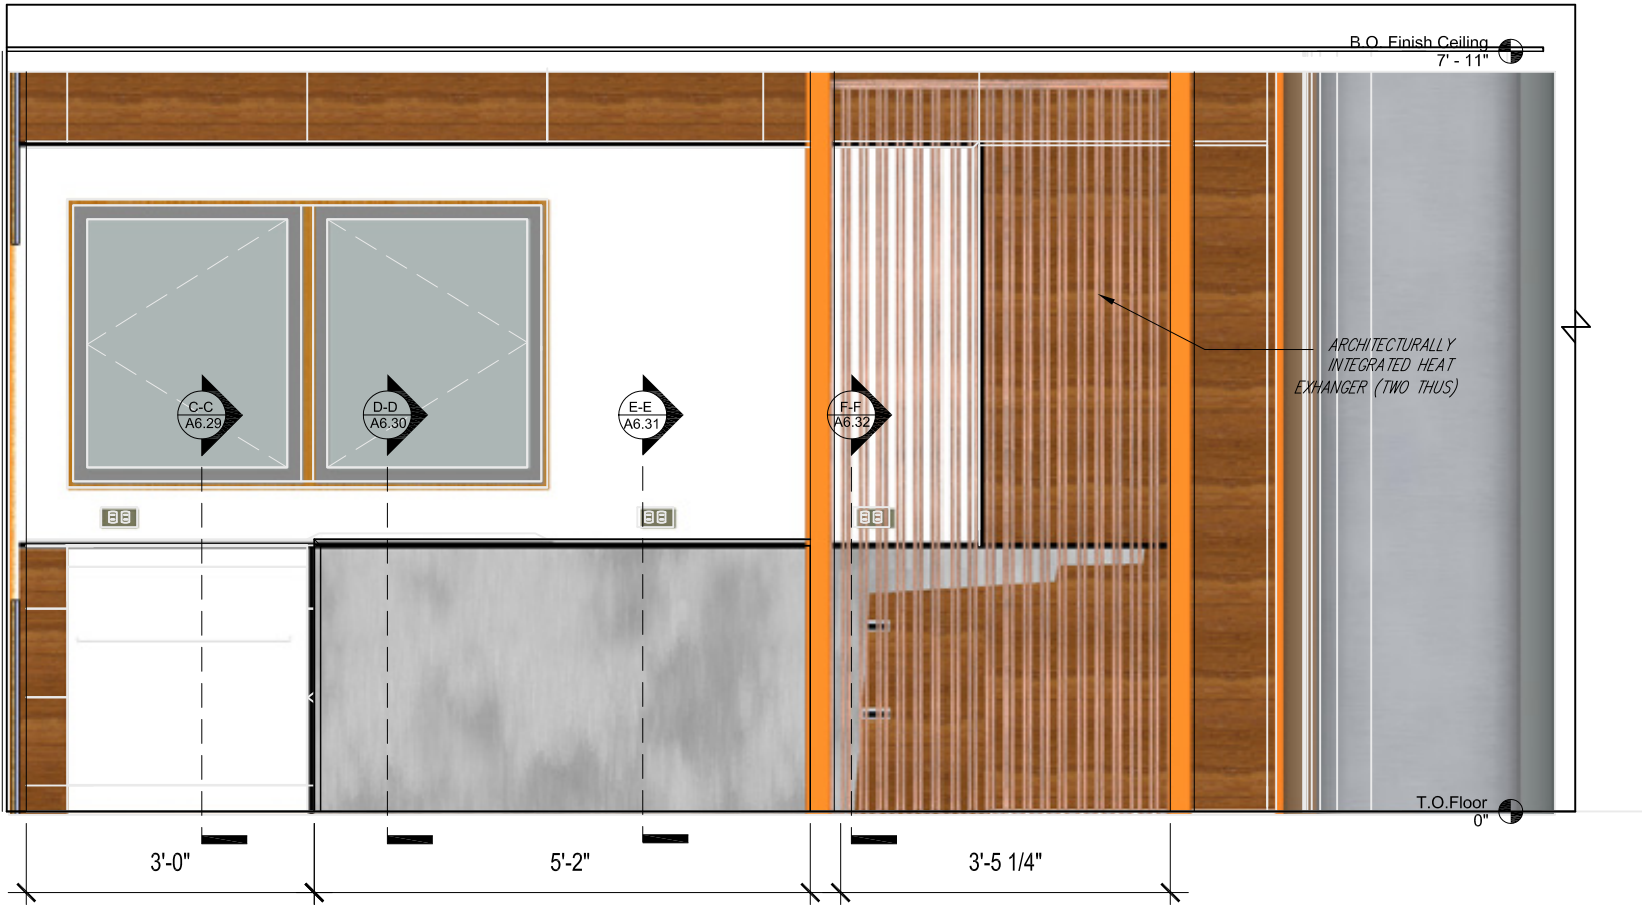 B.O. Finish Ceiling
7' - 11"
ARCHITECTURALLY
INTEGRATED HEAT
EXHANGER (TWO THUS)
C-C
A6.29
D-D
A6.30
E-E
A6.31
F-F
A6.32
T.O.Floor
0"
3'-0"
5'-2"
3'-5 1/4"